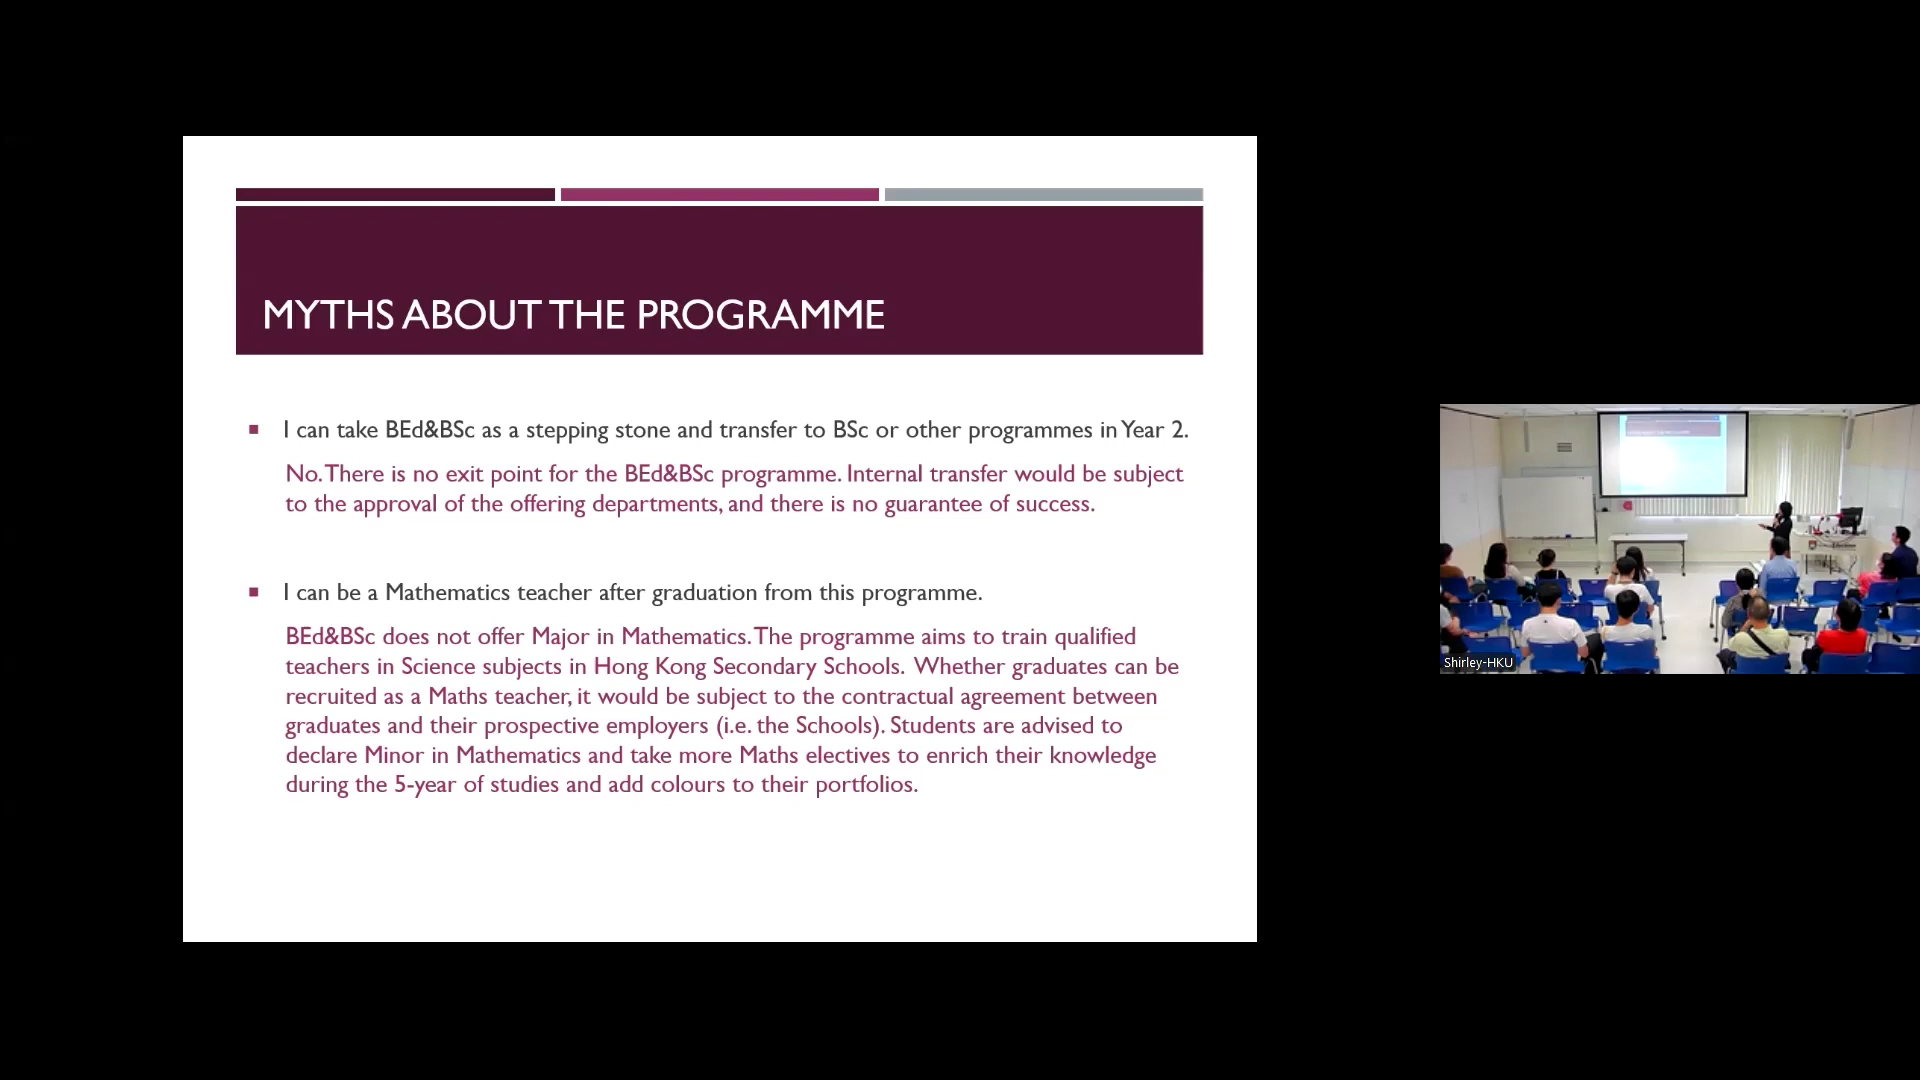 MYTHS ABOUT THE PROGRAMME
I can take BEd&BSc as a stepping stone and transfer to BSc or other programmes in Year 2.
No. There is no exit point for the BEd&BSc programme. Internal transfer would be subject
to the approval of the offering departments, and there is no guarantee of success.
I can be a Mathematics teacher after graduation from this programme.
BEd&BSc does not offer Major in Mathematics. The programme aims to train qualified
teachers in Science subjects in Hong Kong Secondary Schools. Whether graduates can be
recruited as a Maths teacher, it would be subject to the contractual agreement between
graduates and their prospective employers (i.e. the Schools). Students are advised to
declare Minor in Mathematics and take more Maths electives to enrich their knowledge
during the 5-year of studies and add colours to their portfolios.
Shirley-HKU